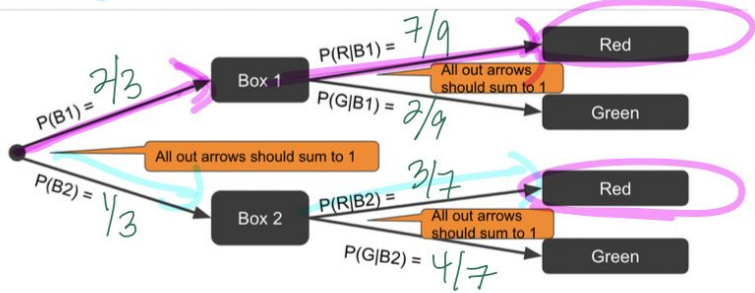 P(R|B1) = 7/9
Red
P(B1) = 2/3
Box 1
All out arrows
should sum to 1
P(G|B1) = 2/9
Green
All out arrows should sum to 1
P(B2) = 1/3
Box 2
P(R|B2) = 3/7
Red
All out arrows
should sum to 1
P(G|B2) = 4/7
Green